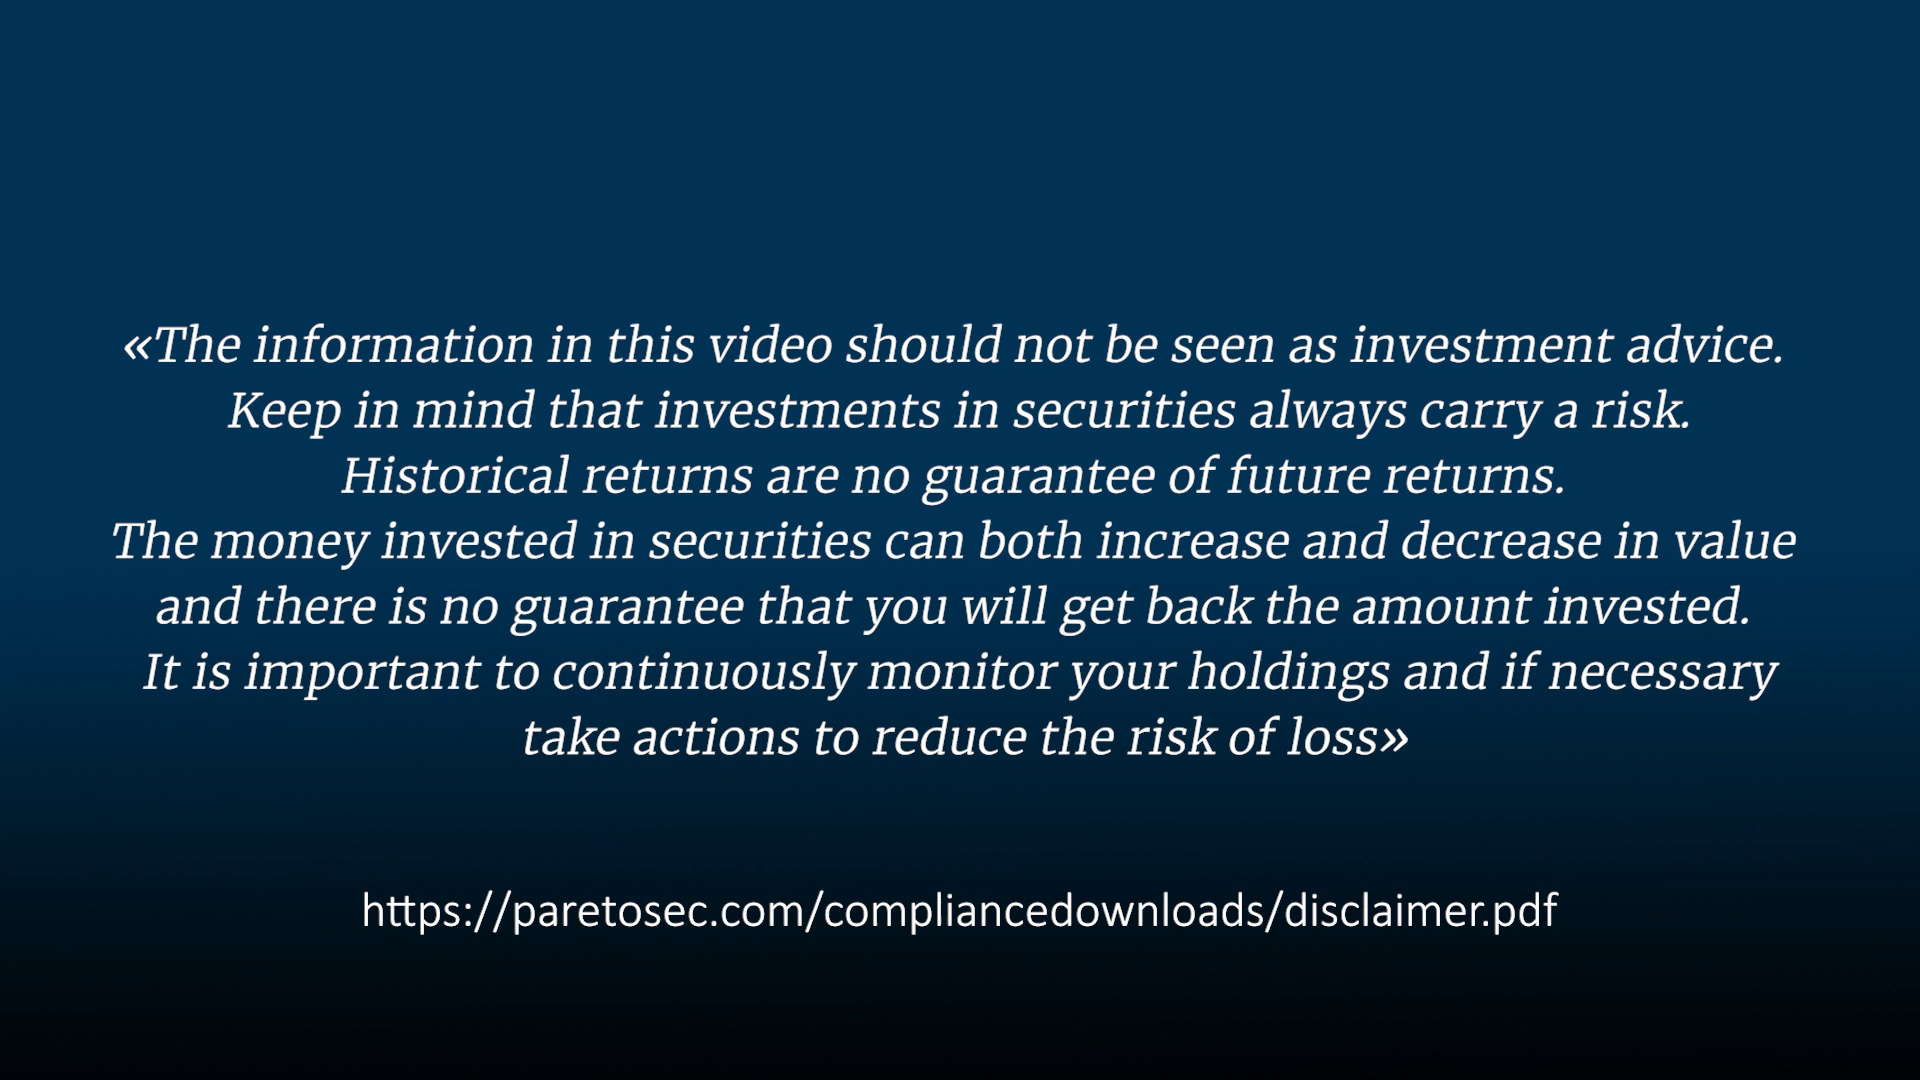 «The information in this video should not be seen as investment advice.
Keep in mind that investments in securities always carry a risk.
Historical returns are no guarantee of future returns.
The money invested in securities can both increase and decrease in value
and there is no guarantee that you will get back the amount invested.
It is important to continuously monitor your holdings and if necessary
take actions to reduce the risk of loss»
https://paretosec.com/compliancedownloads/disclaimer.pdf